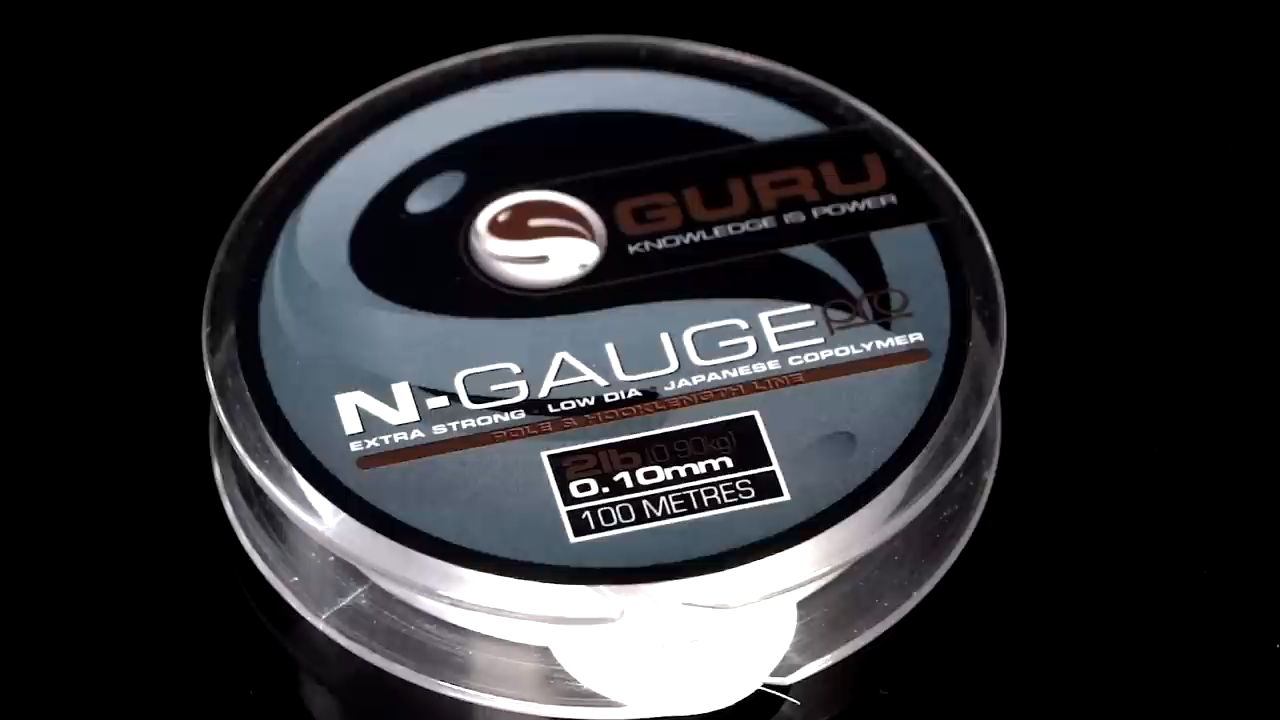 GURU
KNOWLEDGE IS POWER
N-GAUGE pro
EXTRA STRONG LOW DIA JAPANESE COPOLYMER
POLE & HOOKLENGTH LINE
2lb (0.90kg)
0.10mm
100 METRES